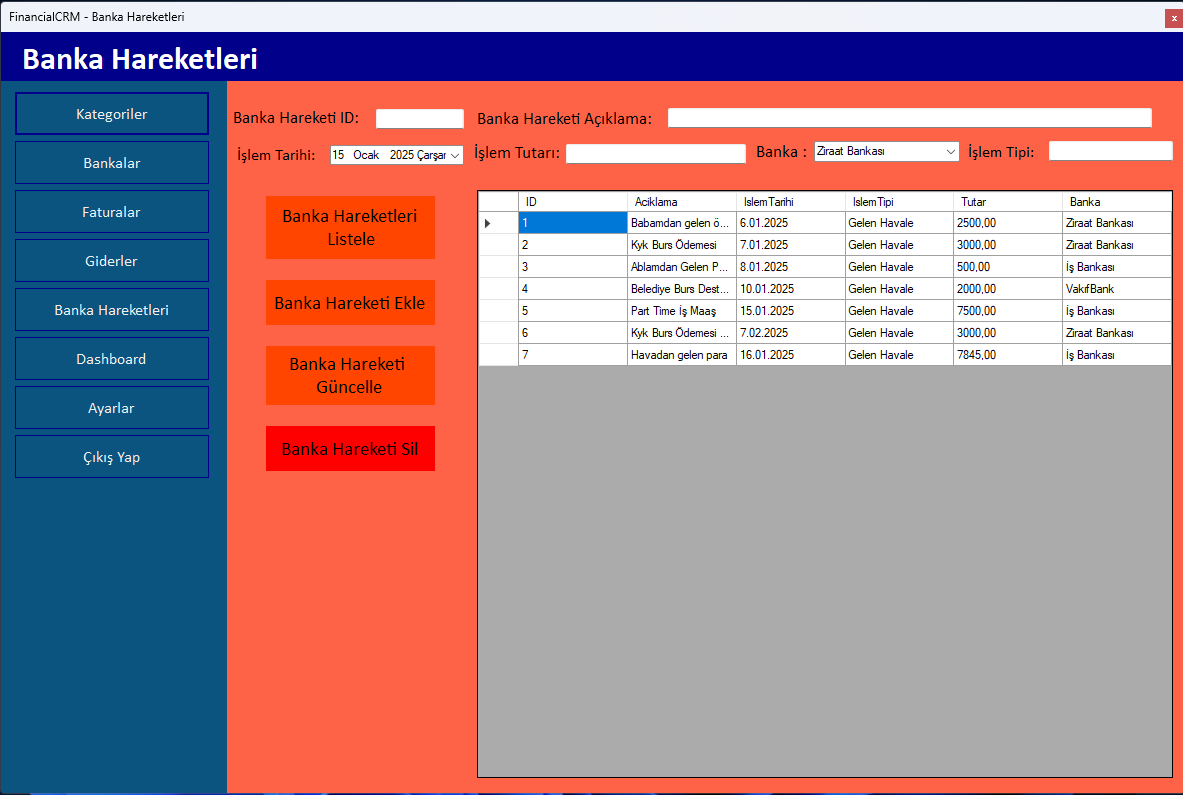 FinancialCRM - Banka Hareketleri
x
Banka Hareketleri
Kategoriler
Bankalar
Faturalar
Giderler
Banka Hareketleri
Dashboard
Ayarlar
Çıkış Yap
Banka Hareketi ID: Banka Hareketi Açıklama:
İşlem Tarihi: 15 Ocak 2025 Çarşar İşlem Tutarı: Banka : Ziraat Bankası İşlem Tipi:
Banka Hareketleri
Listele
Banka Hareketi Ekle
Banka Hareketi
Güncelle
Banka Hareketi Sil
ID Aciklama IslemTarihi IslemTipi Tutar Banka
1 Babamdan gelen ö... 6.01.2025 Gelen Havale 2500,00 Ziraat Bankası
2 Kyk Burs Ödemesi 7.01.2025 Gelen Havale 3000,00 Ziraat Bankası
3 Ablamdan Gelen P... 8.01.2025 Gelen Havale 500,00 İş Bankası
4 Belediye Burs Dest... 10.01.2025 Gelen Havale 2000,00 VakıfBank
5 Part Time İş Maaş 15.01.2025 Gelen Havale 7500,00 İş Bankası
6 Kyk Burs Ödemesi ... 7.02.2025 Gelen Havale 3000,00 Ziraat Bankası
7 Havadan gelen para 16.01.2025 Gelen Havale 7845,00 İş Bankası